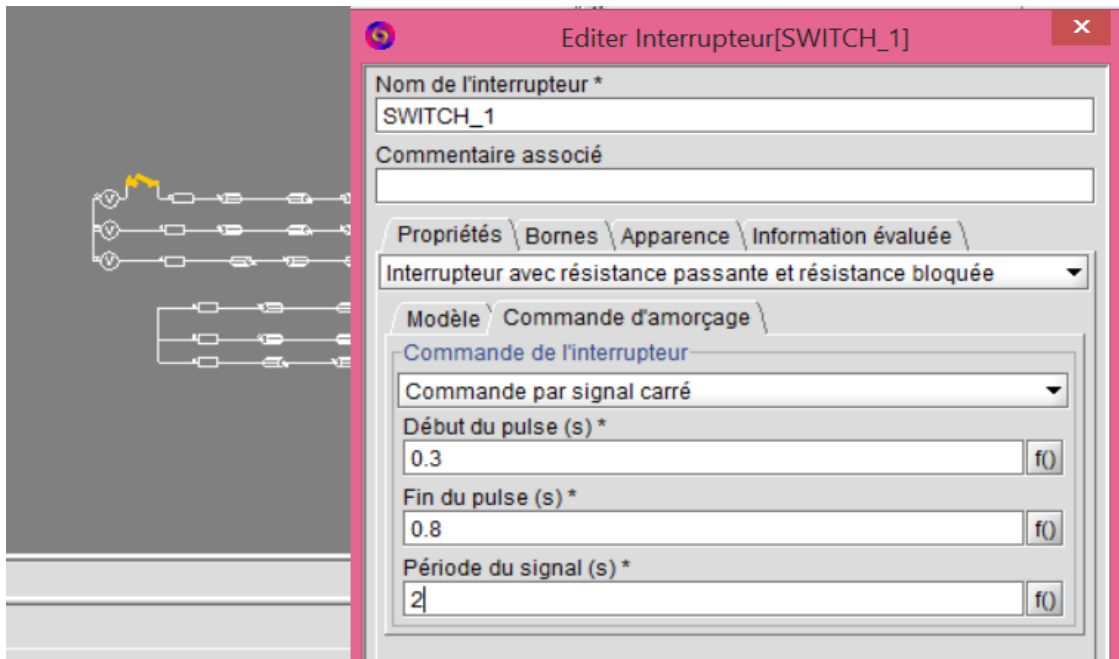 Editer Interrupteur[SWITCH_1]
Nom de l'interrupteur *
SWITCH_1
Commentaire associé
Propriétés Bornes Apparence Information évaluée
Interrupteur avec résistance passante et résistance bloquée
Modèle Commande d'amorçage
Commande de l'interrupteur
Commande par signal carré
Début du pulse (s) *
0.3 f()
Fin du pulse (s) *
0.8 f()
Période du signal (s) *
2 f()
V
V
V